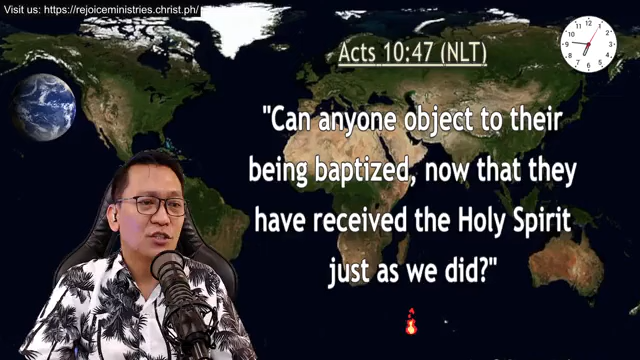 Visit us: https://rejoiceministries.christ.ph/
Acts 10:47 (NLT)
"Can anyone object to their
being baptized, now that they
have received the Holy Spirit
just as we did?"